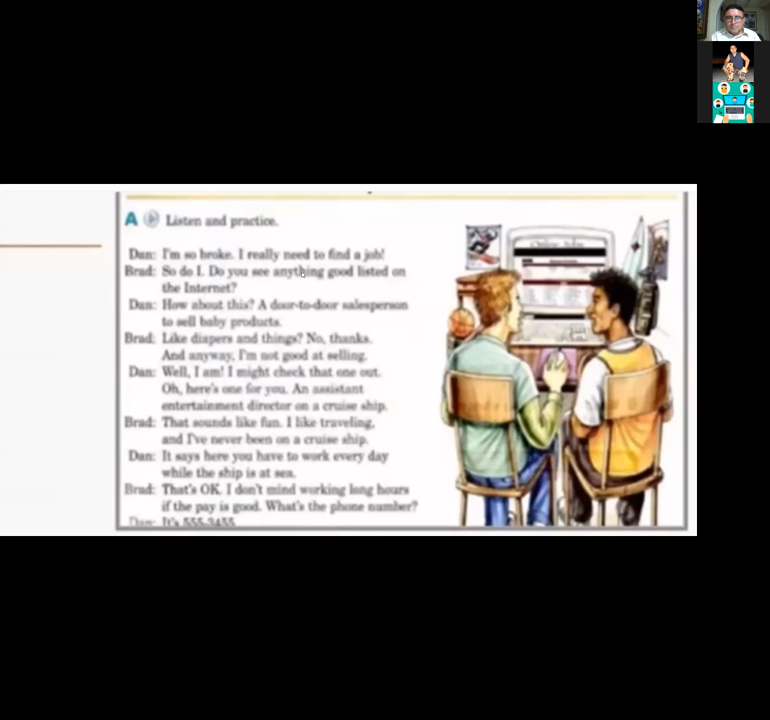 A Listen and practice.
Dan: I'm so broke. I really need to find a job!
Brad: So do I. Do you see anything good listed on
the Internet?
Dan: How about this? A door-to-door salesperson
to sell baby products.
Brad: Like diapers and things? No, thanks.
And anyway, I'm not good at selling.
Dan: Well, I am! I might check that one out.
Oh, here's one for you. An assistant
entertainment director on a cruise ship.
Brad: That sounds like fun. I like traveling,
and I've never been on a cruise ship.
Dan: It says here you have to work every day
while the ship is at sea.
Brad: That's OK. I don't mind working long hours
if the pay is good. What's the phone number?
Dan: It's 555-3455.
Online Jobs